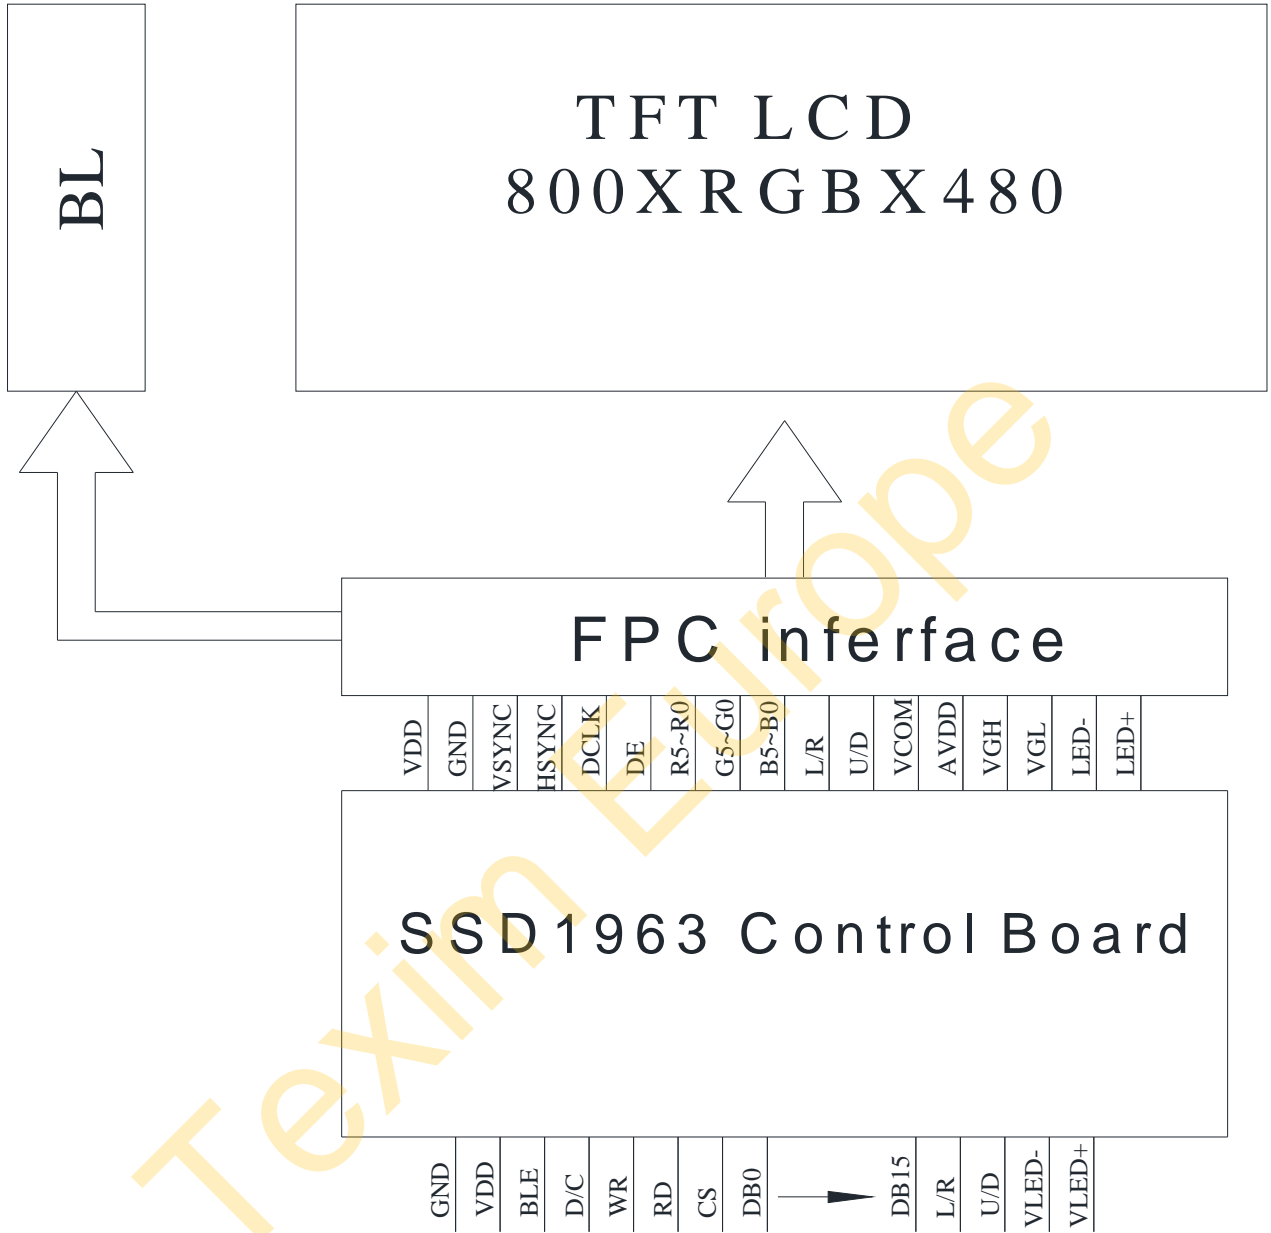 BL
TFT LCD
800XRGBX480
FPC inferface
VDD
GND
VSYNC
HSYNC
DCLK
DE
R5~R0
G5~G0
B5~B0
L/R
U/D
VCOM
AVDD
VGH
VGL
LED-
LED+
SSD1963 Control Board
GND
VDD
BLE
D/C
WR
RD
CS
DB0
DB15
L/R
U/D
VLED-
VLED+
Texim Europe